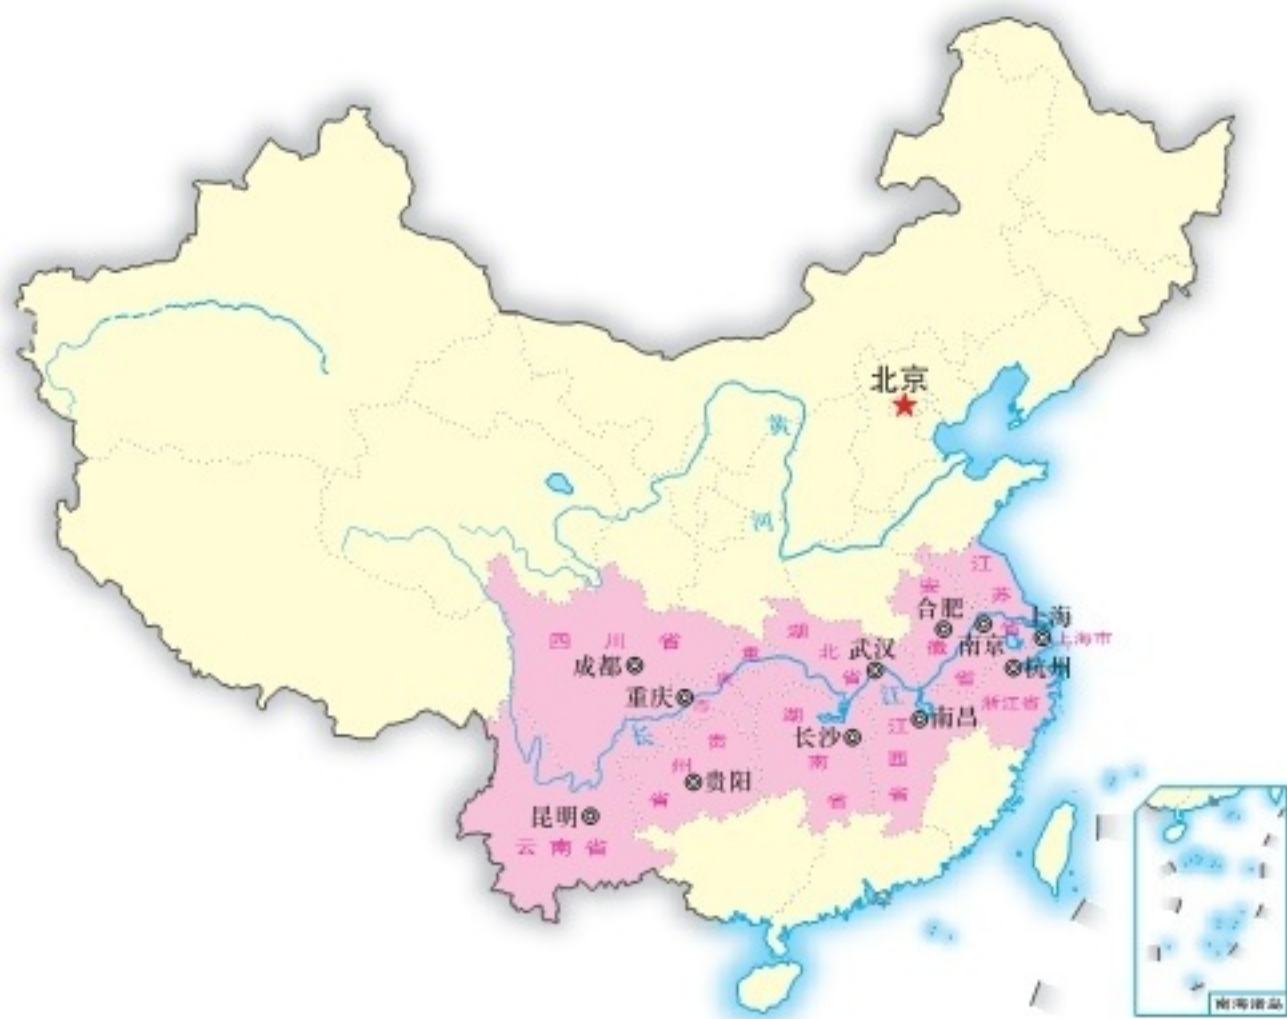 北京
黄
河
江
苏
省
安
徽
省
合肥
南京
上海
上海市
杭州
浙江省
四川省
成都
重庆
重
庆
市
湖
北
省
武汉
江
长
南昌
江
西
省
长沙
湖
南
省
贵
州
省
贵阳
昆明
云南省
南海诸岛